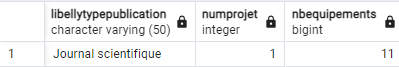 libellytypepublication numprojet nbequipements
character varying (50) integer bigint
1 Journal scientifique 1 11